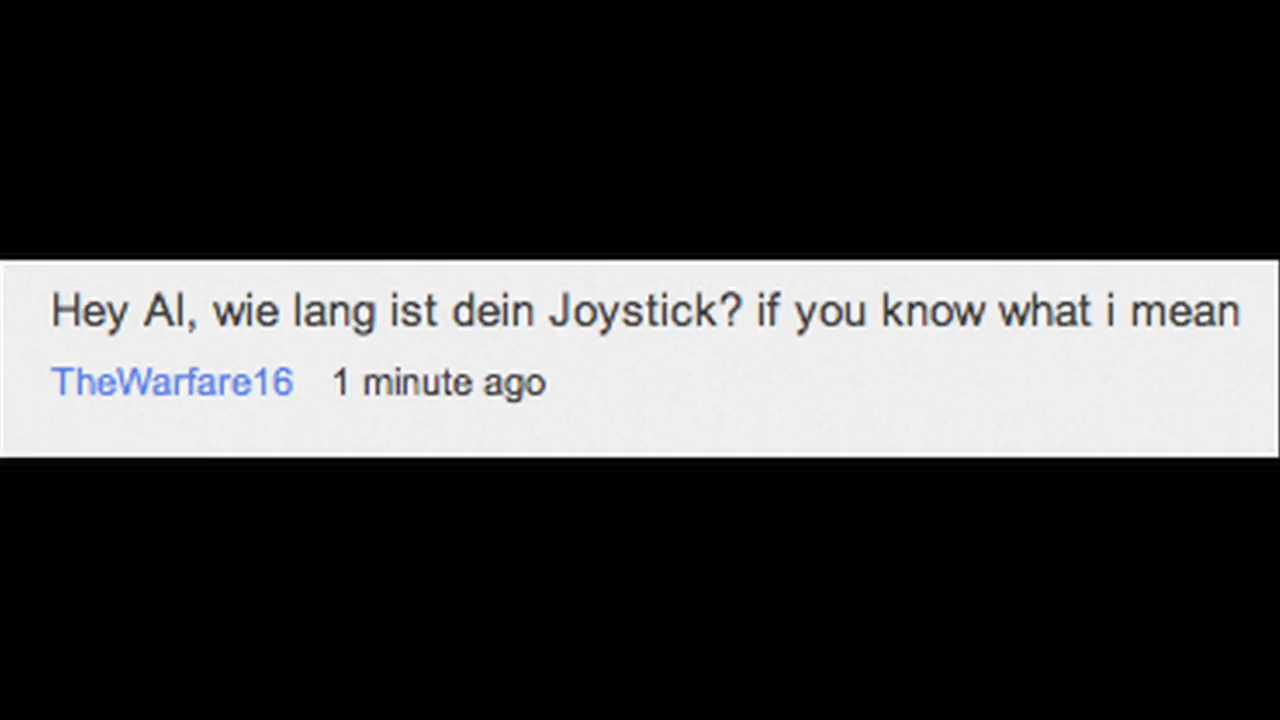 Hey Al, wie lang ist dein Joystick? if you know what i mean
TheWarfare16 1 minute ago